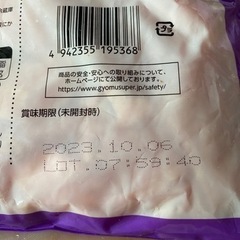 4 942355 195368
商品の安全・安心への取り組みについて、
ホームページにて公開しております。
https://www.gyomusuper.jp/safety/
賞味期限(未開封時)
2023.10.06
LOT.07:59:40